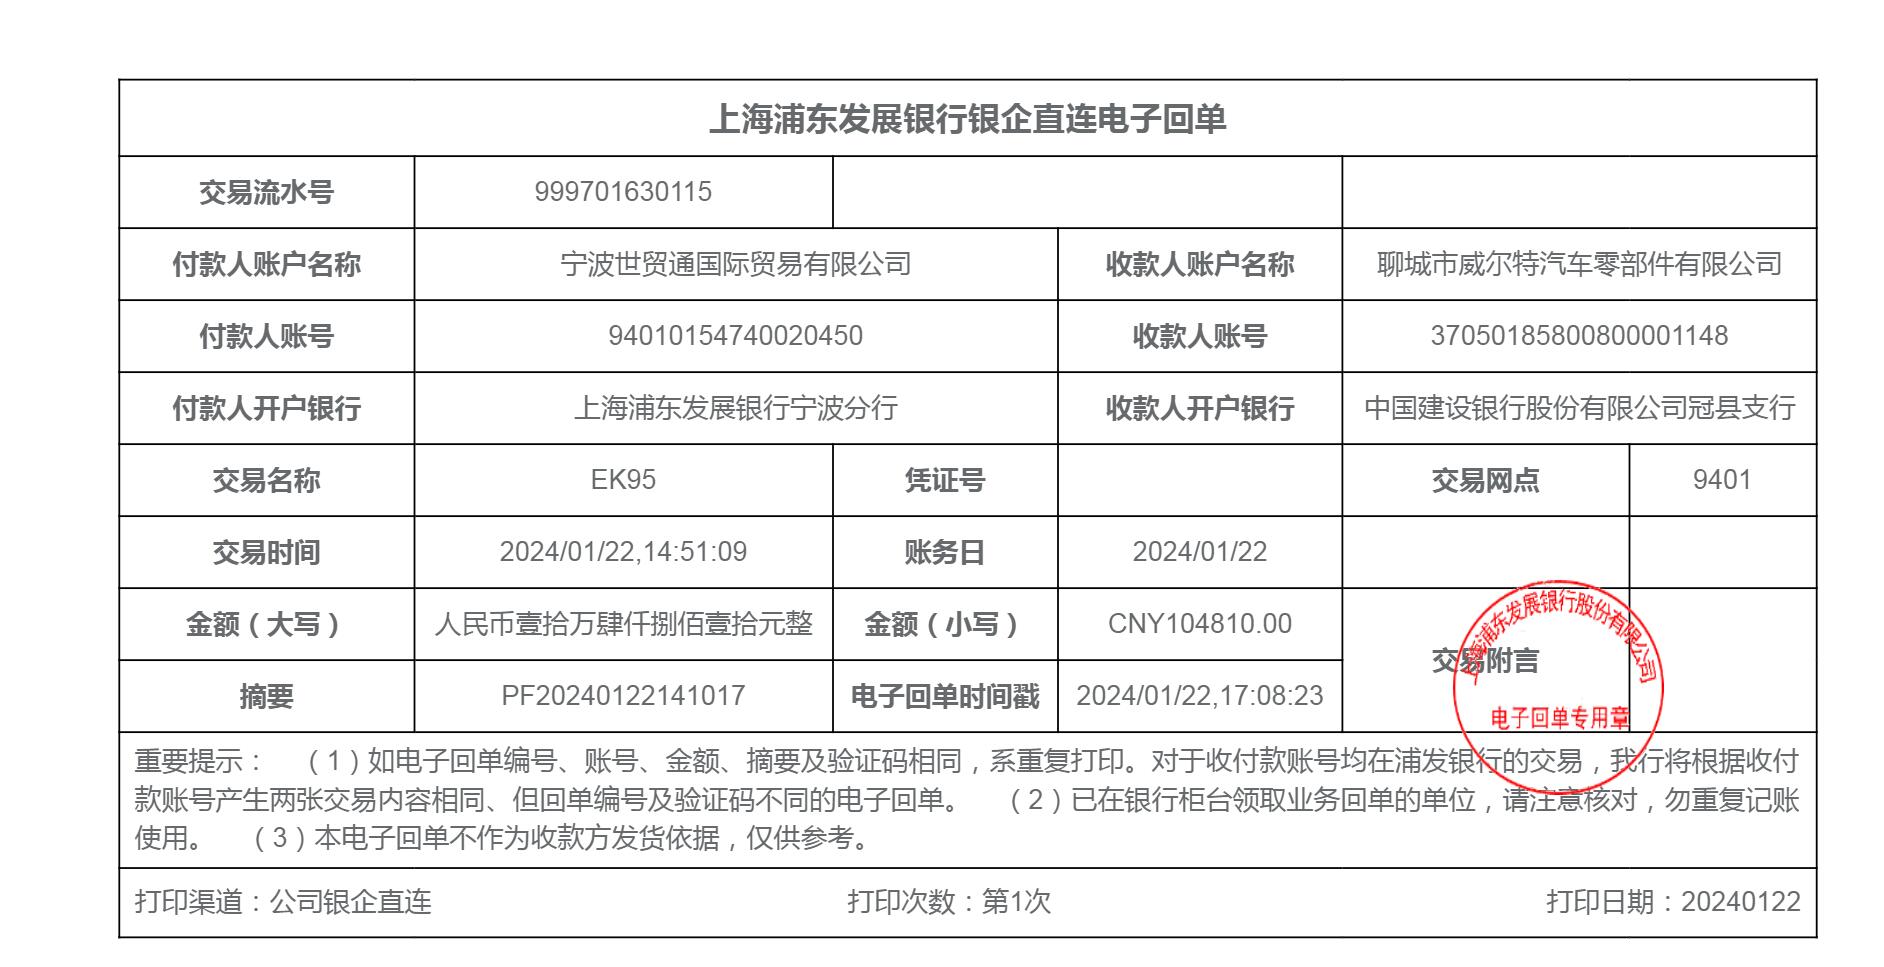 上海浦东发展银行银企直连电子回单
交易流水号 999701630115
付款人账户名称 宁波世贸通国际贸易有限公司 收款人账户名称 聊城市威尔特汽车零部件有限公司
付款人账号 94010154740020450 收款人账号 37050185800800001148
付款人开户银行 上海浦东发展银行宁波分行 收款人开户银行 中国建设银行股份有限公司冠县支行
交易名称 EK95 凭证号 交易网点 9401
交易时间 2024/01/22,14:51:09 账务日 2024/01/22
金额（大写） 人民币壹拾万肆仟捌佰壹拾元整 金额（小写） CNY104810.00
交易附言
摘要 PF20240122141017 电子回单时间戳 2024/01/22,17:08:23
上海浦东发展银行股份有限公司
电子回单专用章
重要提示： （1）如电子回单编号、账号、金额、摘要及验证码相同，系重复打印。对于收付款账号均在浦发银行的交易，我行将根据收付
款账号产生两张交易内容相同、但回单编号及验证码不同的电子回单。 （2）已在银行柜台领取业务回单的单位，请注意核对，勿重复记账
使用。 （3）本电子回单不作为收款方发货依据，仅供参考。
打印渠道：公司银企直连 打印次数：第1次 打印日期：20240122